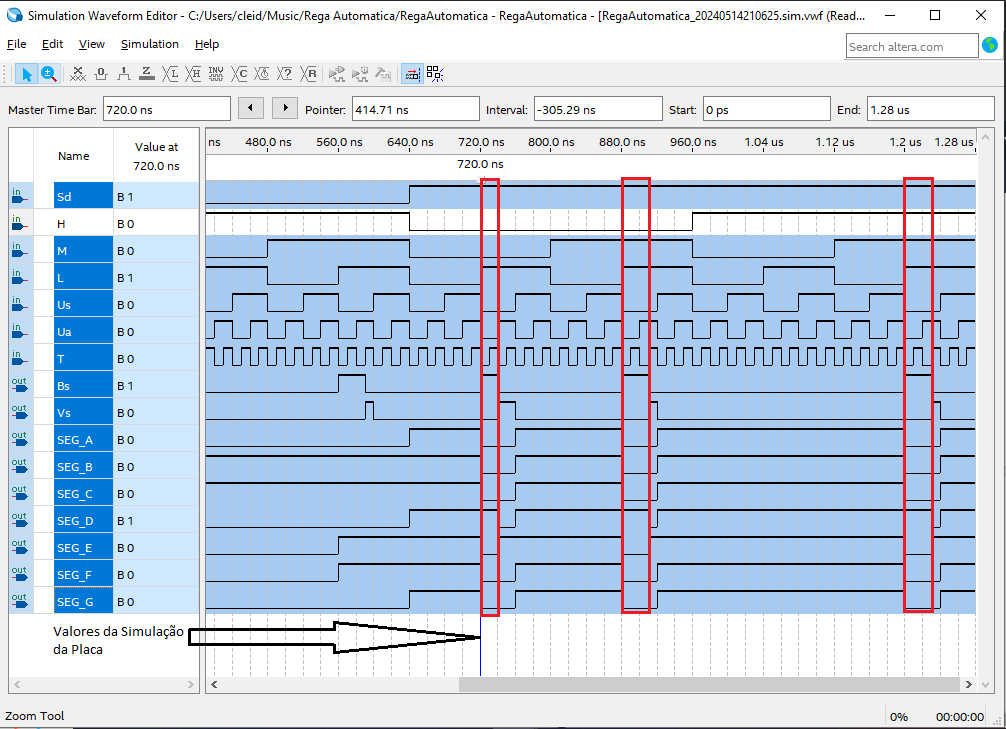 Simulation Waveform Editor - C:/Users/cleid/Music/Rega Automatica/RegaAutomatica - RegaAutomatica - [RegaAutomatica_20240514210625.sim.vwf (Read...
File Edit View Simulation Help
Search altera.com
Master Time Bar: 720.0 ns Pointer: 414.71 ns Interval: -305.29 ns Start: 0 ps End: 1.28 us
Name
Value at
720.0 ns
ns 480.0 ns 560.0 ns 640.0 ns 720.0 ns 800.0 ns 880.0 ns 960.0 ns 1.04 us 1.12 us 1.2 us 1.28 us
720.0 ns
in Sd B 1
in H B 0
in M B 0
in L B 1
in Us B 0
in Ua B 0
in T B 0
out Bs B 1
out Vs B 0
out SEG_A B 0
out SEG_B B 0
out SEG_C B 0
out SEG_D B 1
out SEG_E B 0
out SEG_F B 0
out SEG_G B 0
Valores da Simulação
da Placa
Zoom Tool
0% 00:00:00